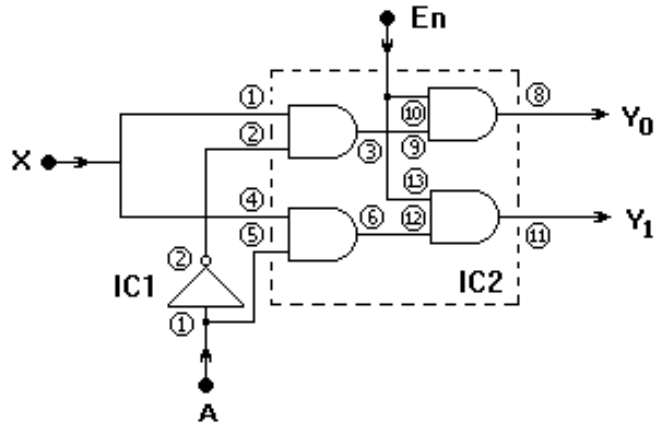 En
① ⑧
⑩ Y0
② ③ ⑨
X
⑬
④ ⑥ ⑫
⑤ Y1
② ⑪
IC1 IC2
①
A